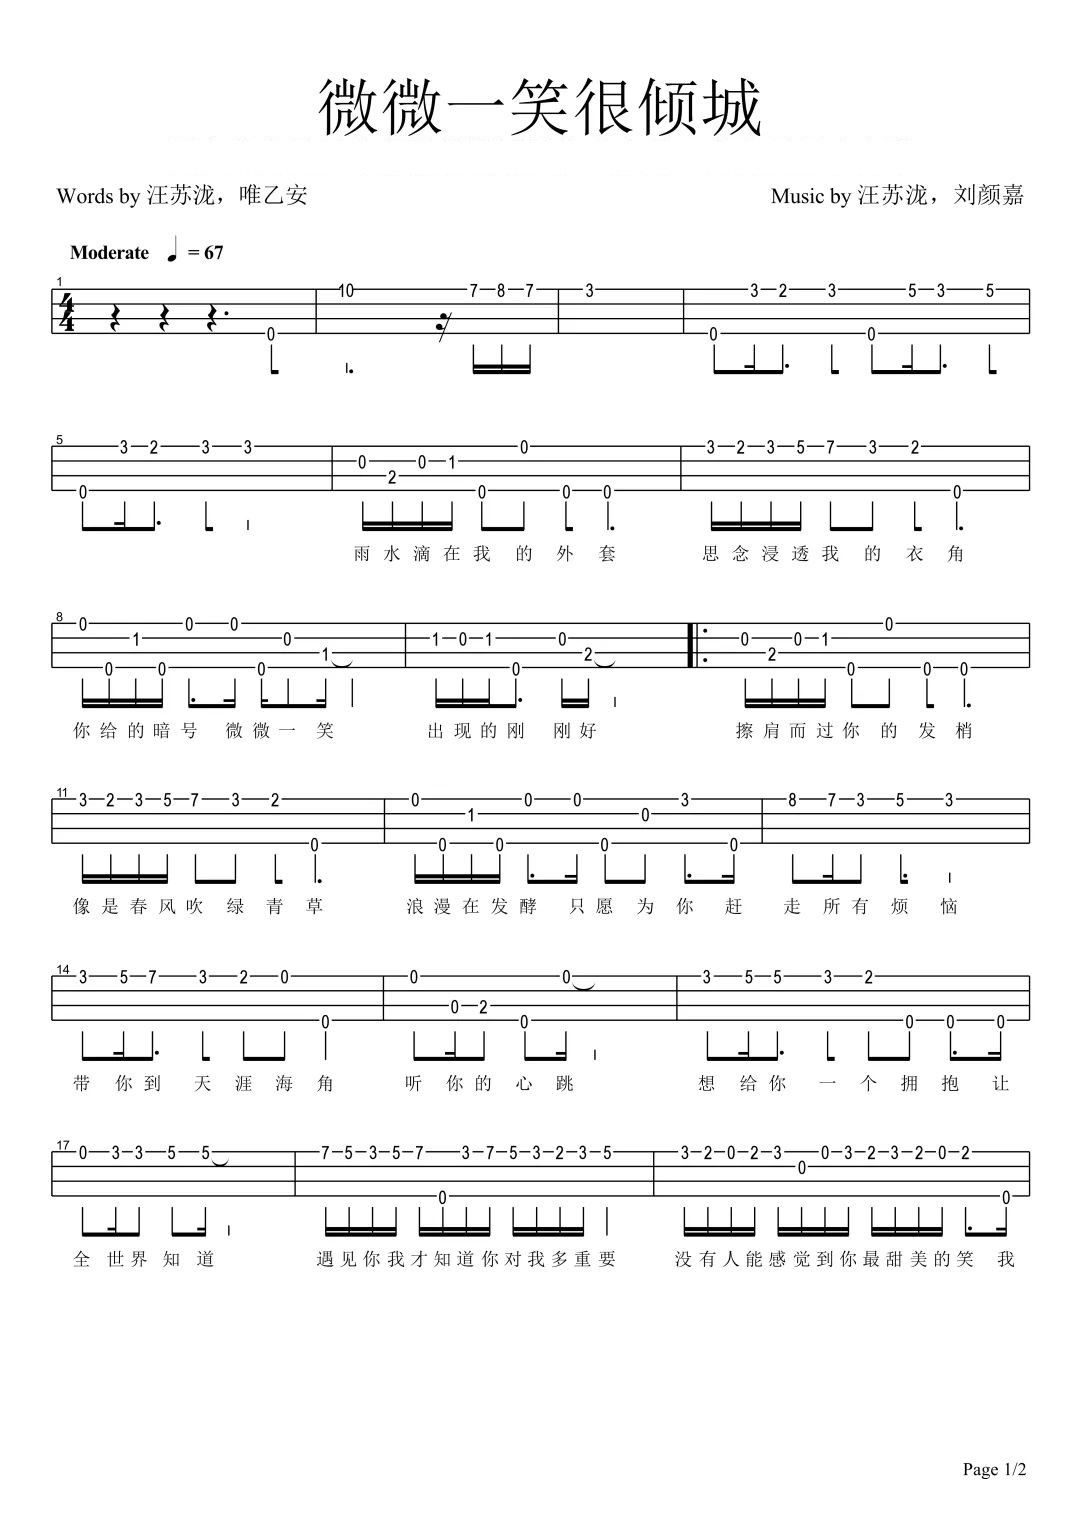 微微一笑很倾城
Words by 汪苏泷，唯乙安
Music by 汪苏泷，刘颜嘉
Moderate ♩ = 67
1
4
4
0 10 7 8 7 3 0 3 2 3 0 5 3 5
5
0 3 2 3 3 0 2 0 1 0 0 0 0 3 2 3 5 7 3 2 0
雨 水 滴 在 我 的 外 套 思 念 浸 透 我 的 衣 角
8
0 0 1 0 0 0 0 0 1 1 0 1 0 0 2 0 2 0 1 0 0 0 0
你 给 的 暗 号 微 微 一 笑 出 现 的 刚 刚 好 擦 肩 而 过 你 的 发 梢
11
3 2 3 5 7 3 2 0 0 0 1 0 0 0 0 0 3 0 8 7 3 5 3
像 是 春 风 吹 绿 青 草 浪 漫 在 发 酵 只 愿 为 你 赶 走 所 有 烦 恼
14
3 5 7 3 2 0 0 0 0 2 0 0 3 5 5 3 2 0 0 0
带 你 到 天 涯 海 角 听 你 的 心 跳 想 给 你 一 个 拥 抱 让
17
0 3 3 5 5 7 5 3 5 7 0 3 7 5 3 2 3 5 3 2 0 2 3 0 0 3 2 3 2 0 2 0
全 世 界 知 道 遇 见 你 我 才 知 道 你 对 我 多 重 要 没 有 人 能 感 觉 到 你 最 甜 美 的 笑 我
Page 1/2